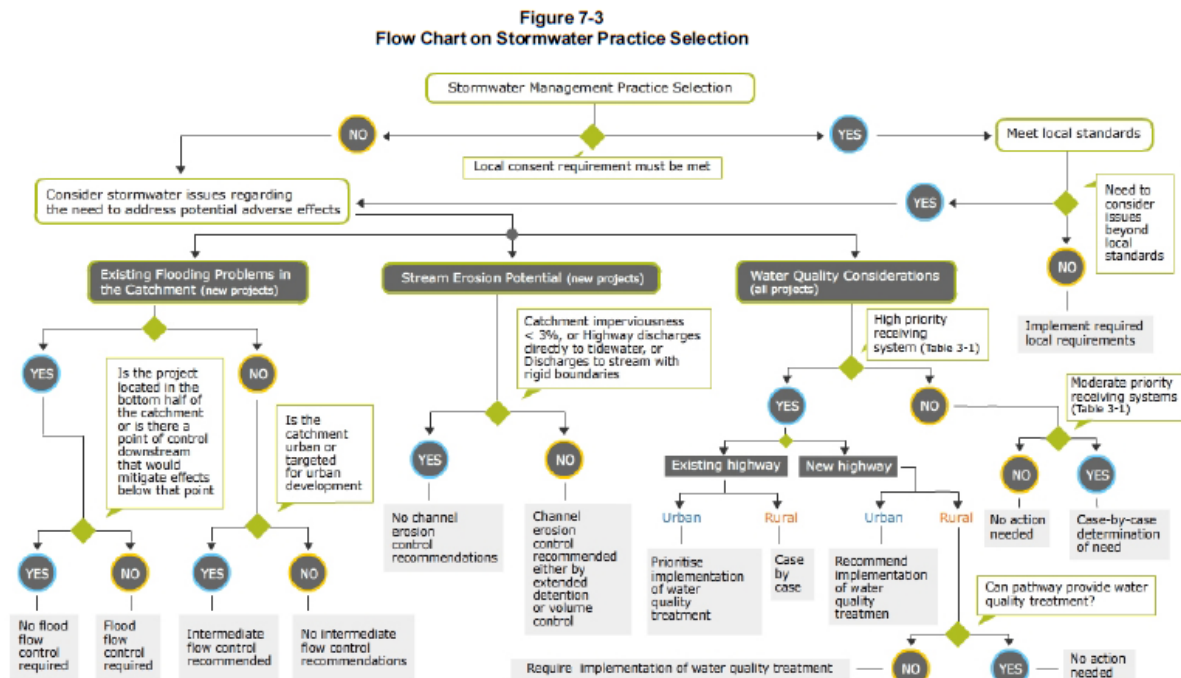 Figure 7-3
Flow Chart on Stormwater Practice Selection
Stormwater Management Practice Selection
NO
YES
Meet local standards
Local consent requirement must be met
Consider stormwater issues regarding
the need to address potential adverse effects
YES
Need to
consider
issues
beyond
local
standards
NO
Implement required
local requirements
Existing Flooding Problems in
the Catchment (new projects)
Stream Erosion Potential (new projects)
Water Quality Considerations
(all projects)
YES
Is the project
located in the
bottom half of
the catchment
or is there a
point of control
downstream
that would
mitigate effects
below that point
NO
Is the
catchment
urban or
targeted
for urban
development
YES
NO
YES
NO
No flood
flow
control
required
Flood
flow
control
required
Intermediate
flow control
recommended
No intermediate
flow control
recommendations
Catchment imperviousness
< 3%, or Highway discharges
directly to tidewater, or
Discharges to stream with
rigid boundaries
YES
NO
No channel
erosion
control
recommendations
Channel
erosion
control
recommended
either by
extended
detention
or volume
control
High priority
receiving
system (Table 3-1)
YES
NO
Moderate priority
receiving systems
(Table 3-1)
NO
YES
No action
needed
Case-by-case
determination
of need
Existing highway
New highway
Urban
Rural
Urban
Rural
Prioritise
implementation
of water
quality
treatment
Case
by
case
Recommend
implementation
of water
quality
treatmen
Can pathway provide water
quality treatment?
Require implementation of water quality treatment
NO
YES
No action
needed